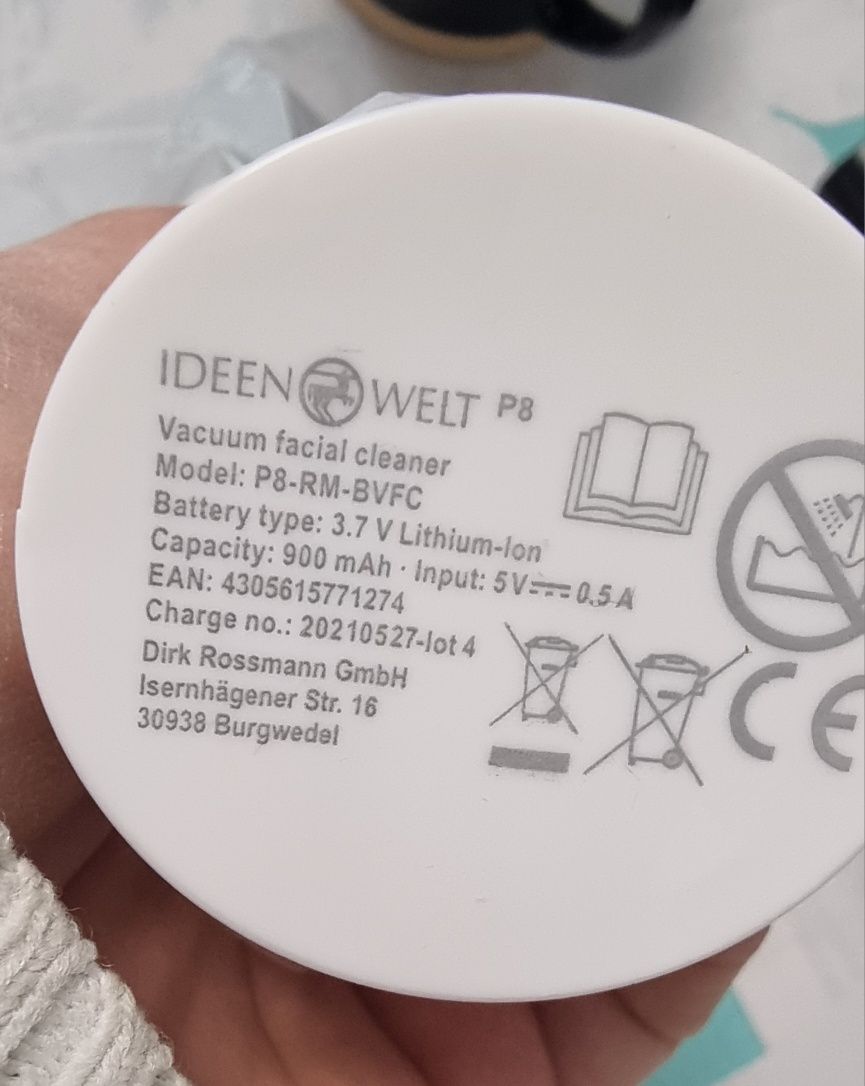 IDEEN WELT P8
Vacuum facial cleaner
Model: P8-RM-BVFC
Battery type: 3.7 V Lithium-Ion
Capacity: 900 mAh · Input: 5V⎓0.5A
EAN: 4305615771274
Charge no.: 20210527-lot 4
Dirk Rossmann GmbH
Isernhägener Str. 16
30938 Burgwedel
CE